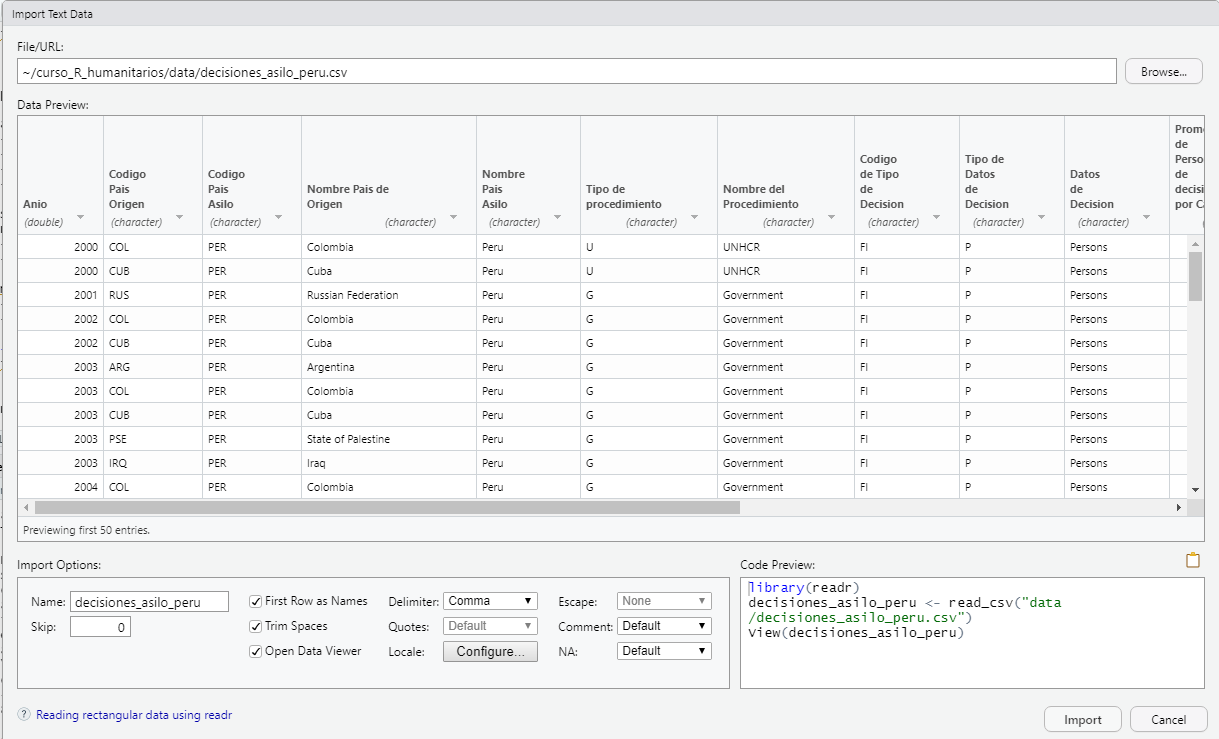 Import Text Data
File/URL:
~/curso_R_humanitarios/data/decisiones_asilo_peru.csv
Browse...
Data Preview:
Anio
(double)
Codigo
Pais
Origen
(character)
Codigo
Pais
Asilo
(character)
Nombre Pais de
Origen
(character)
Nombre
Pais
Asilo
(character)
Tipo de
procedimiento
(character)
Nombre del
Procedimiento
(character)
Codigo
de Tipo
de
Decision
(character)
Tipo de
Datos
de
Decision
(character)
Datos
de
Decision
(character)
de
de
2000 COL PER Colombia Peru U UNHCR FI P Persons
2000 CUB PER Cuba Peru U UNHCR FI P Persons
2001 RUS PER Russian Federation Peru G Government FI P Persons
2002 COL PER Colombia Peru G Government FI P Persons
2002 CUB PER Cuba Peru G Government FI P Persons
2003 ARG PER Argentina Peru G Government FI P Persons
2003 COL PER Colombia Peru G Government FI P Persons
2003 CUB PER Cuba Peru G Government FI P Persons
2003 PSE PER State of Palestine Peru G Government FI P Persons
2003 IRQ PER Iraq Peru G Government FI P Persons
2004 COL PER Colombia Peru G Government FI P Persons
Previewing first 50 entries.
Import Options:
Name: decisiones_asilo_peru
Skip: 0
First Row as Names
Trim Spaces
Open Data Viewer
Delimiter: Comma
Quotes: Default
Locale: Configure...
Escape: None
Comment: Default
NA: Default
Code Preview:
library(readr)
decisiones_asilo_peru <- read_csv("data
/decisiones_asilo_peru.csv")
View(decisiones_asilo_peru)
? Reading rectangular data using readr
Import
Cancel